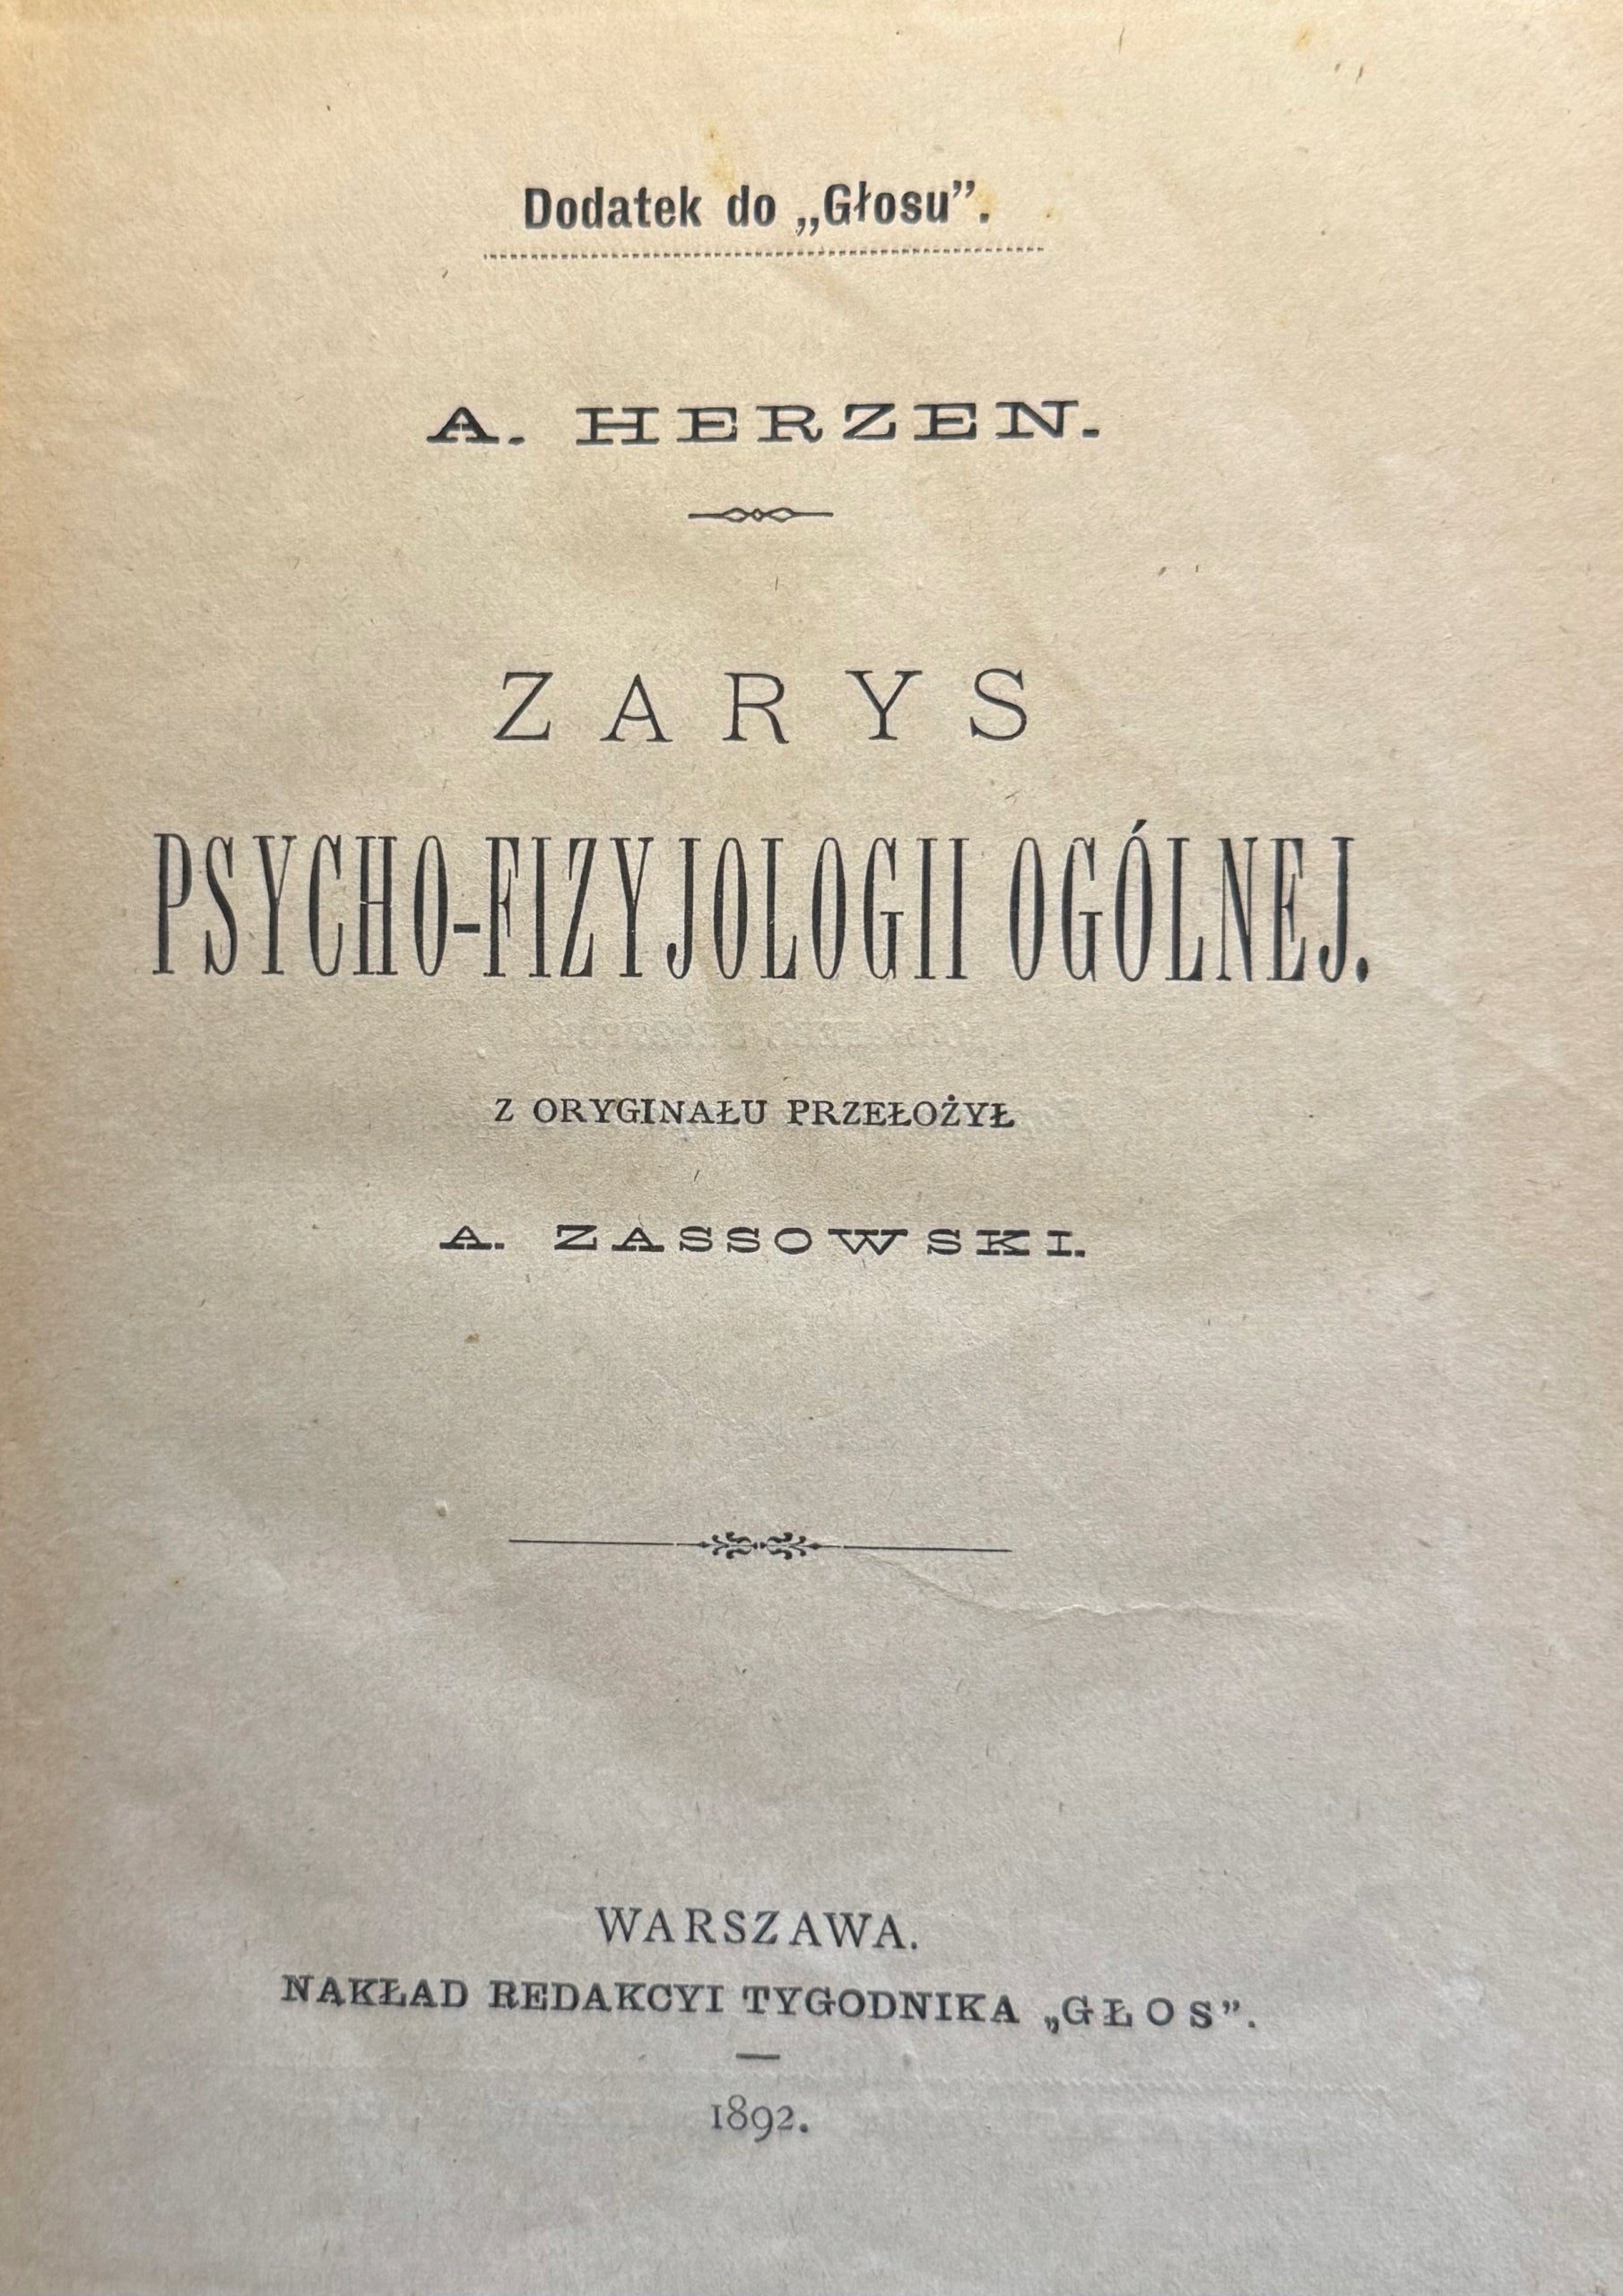 Dodatek do „Głosu”.
A. HERZEN.
ZARYS
PSYCHO-FIZYJOLOGII OGÓLNEJ.
Z ORYGINAŁU PRZEŁOŻYŁ
A. ZASSOWSKI.
WARSZAWA.
NAKŁAD REDAKCYI TYGODNIKA „GŁOS”.
1892.